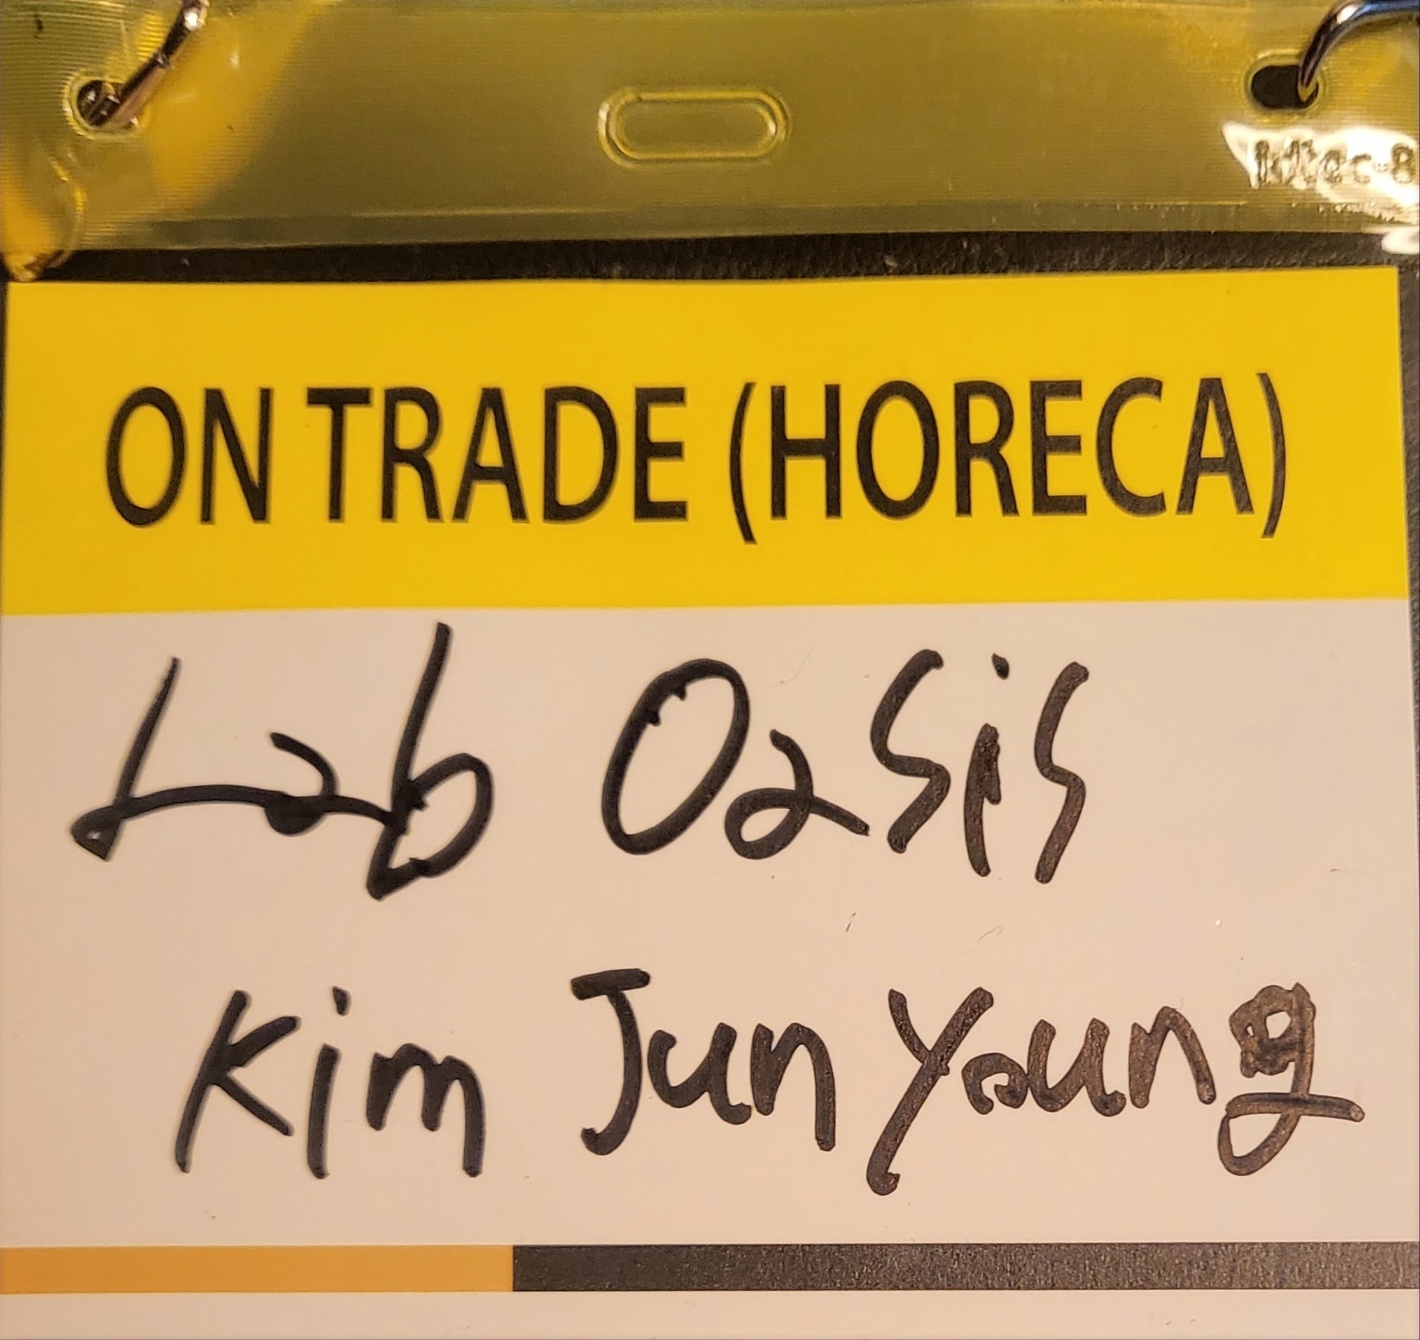 ON TRADE (HORECA)
Lab Oasis
Kim Jun Young